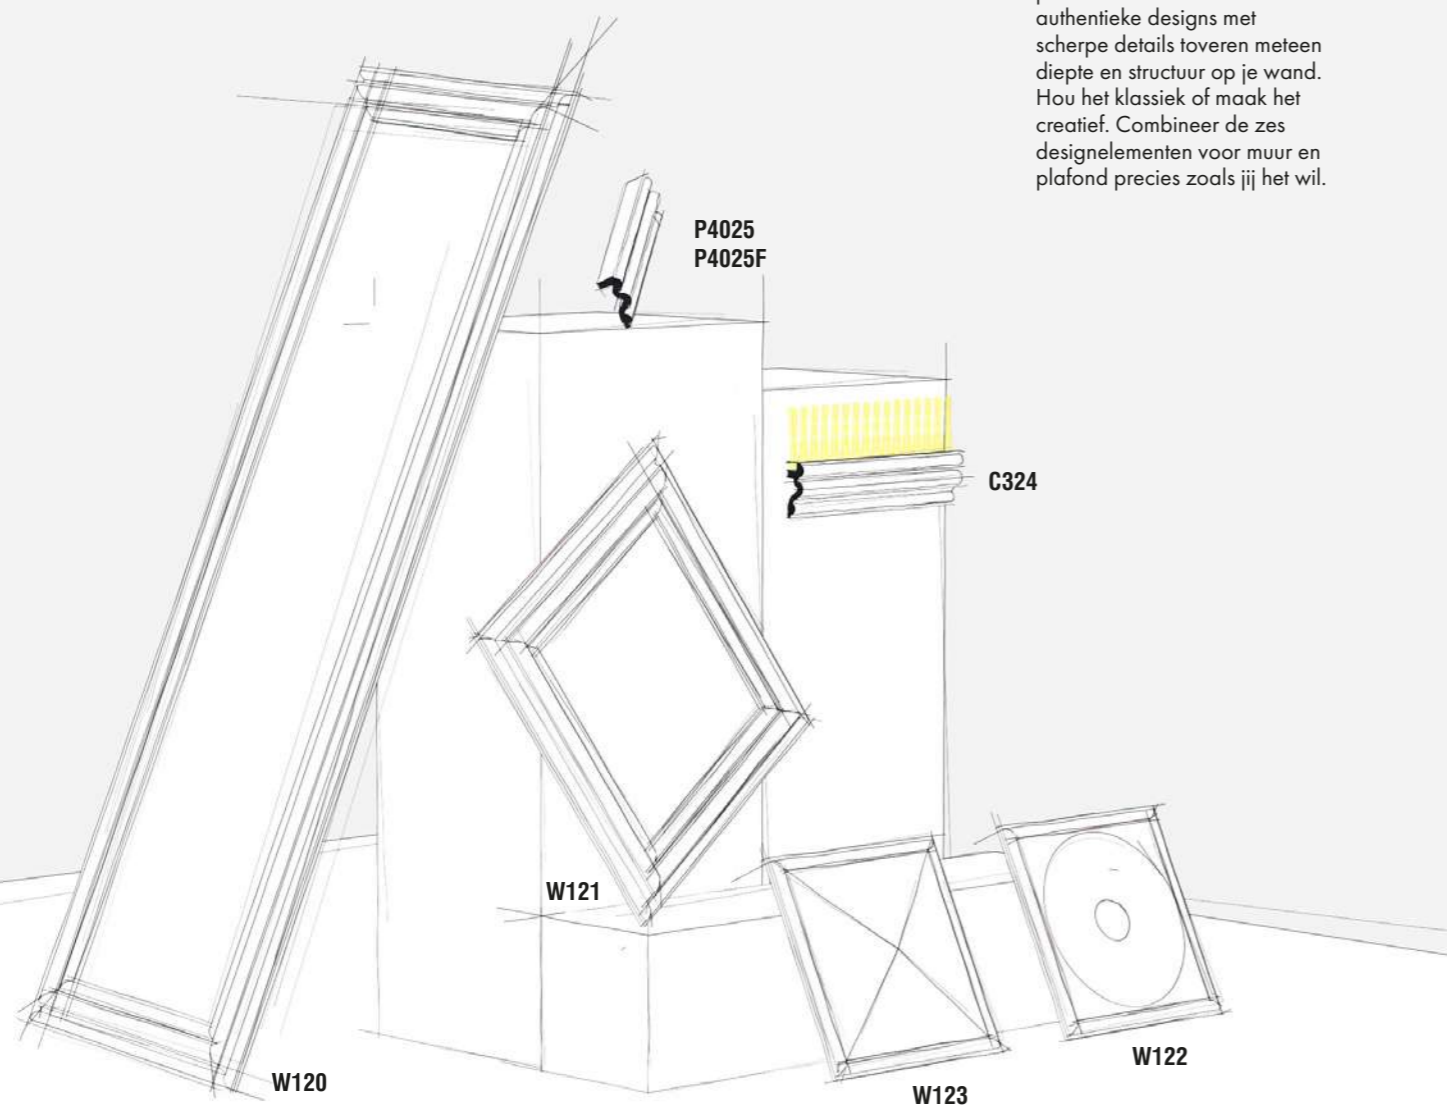 authentieke designs met
scherpe details toveren meteen
diepte en structuur op je wand.
Hou het klassiek of maak het
creatief. Combineer de zes
designelementen voor muur en
plafond precies zoals jij het wil.
P4025
P4025F
C324
W121
W122
W120
W123